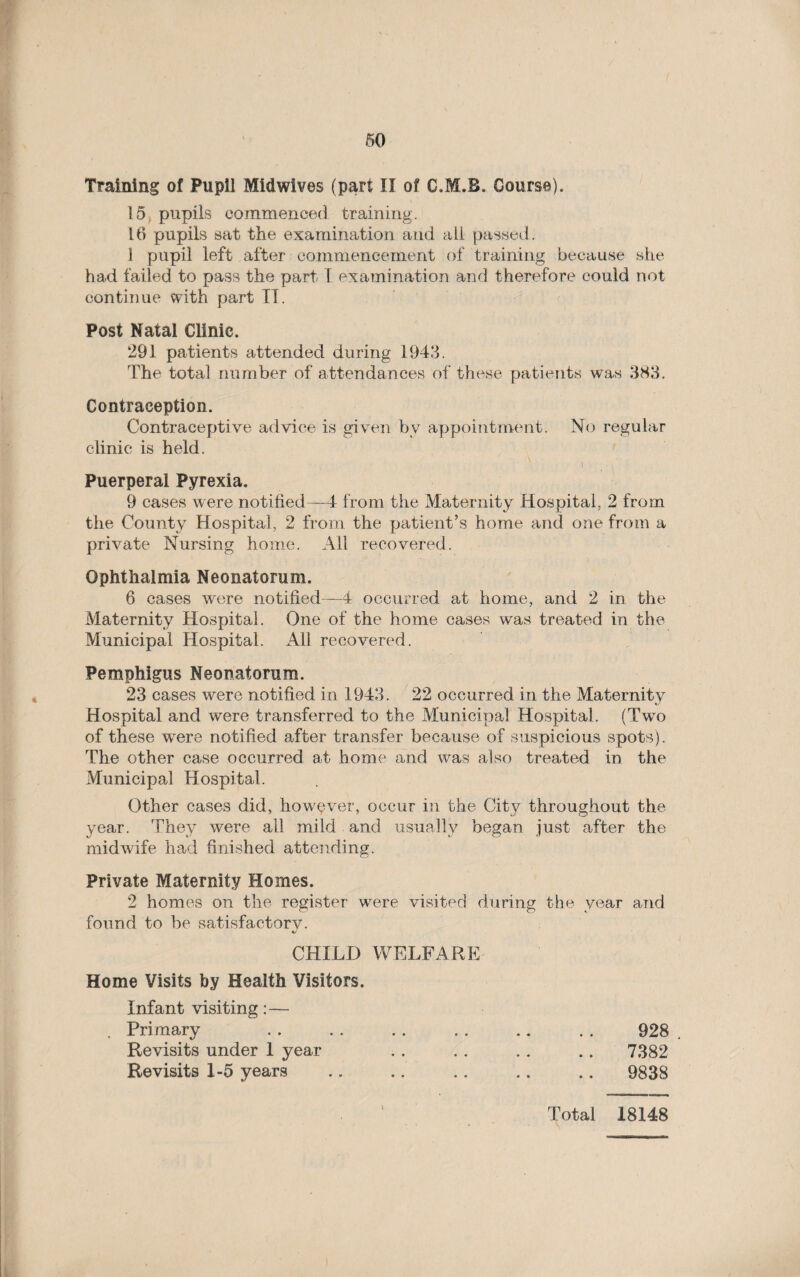 50
Training of Pupil Midwives (part II of C.M.B. Course).
15, pupils commenced training.
16 pupils sat the examination and all passed.
1 pupil left after commencement of training because she
had failed to pass the part I examination and therefore could not
continue with part II.
Post Natal Clinic.
291 patients attended during 1943.
The total number of attendances of these patients was 383.
Contraception.
Contraceptive advice is given by appointment. No regular
clinic is held.
Puerperal Pyrexia.
9 cases were notified—4 from the Maternity Hospital, 2 from
the County Hospital, 2 from the patient's home and one from a
private Nursing home. All recovered.
Ophthalmia Neonatorum.
6 cases were notified—4 occurred at home, and 2 in the
Maternity Hospital. One of the home cases was treated in the
Municipal Hospital. All recovered.
Pemphigus Neonatorum.
23 cases were notified in 1943. 22 occurred in the Maternity
Hospital and were transferred to the Municipal Hospital. (Two
of these were notified after transfer because of suspicious spots).
The other case occurred at home and was also treated in the
Municipal Hospital.
Other cases did, however, occur in the City throughout the
year. They were all mild and usually began just after the
midwife had finished attending.
Private Maternity Homes.
2 homes on the register were visited during the year and
found to be satisfactory.
CHILD WELFARE
Home Visits by Health Visitors.
Infant visiting :—
Primary .. .. .. .. .. .. 928
Revisits under 1 year .. .. .. .. 7382
Revisits 1-5 years .. .. .. .. .. 9838
Total 18148